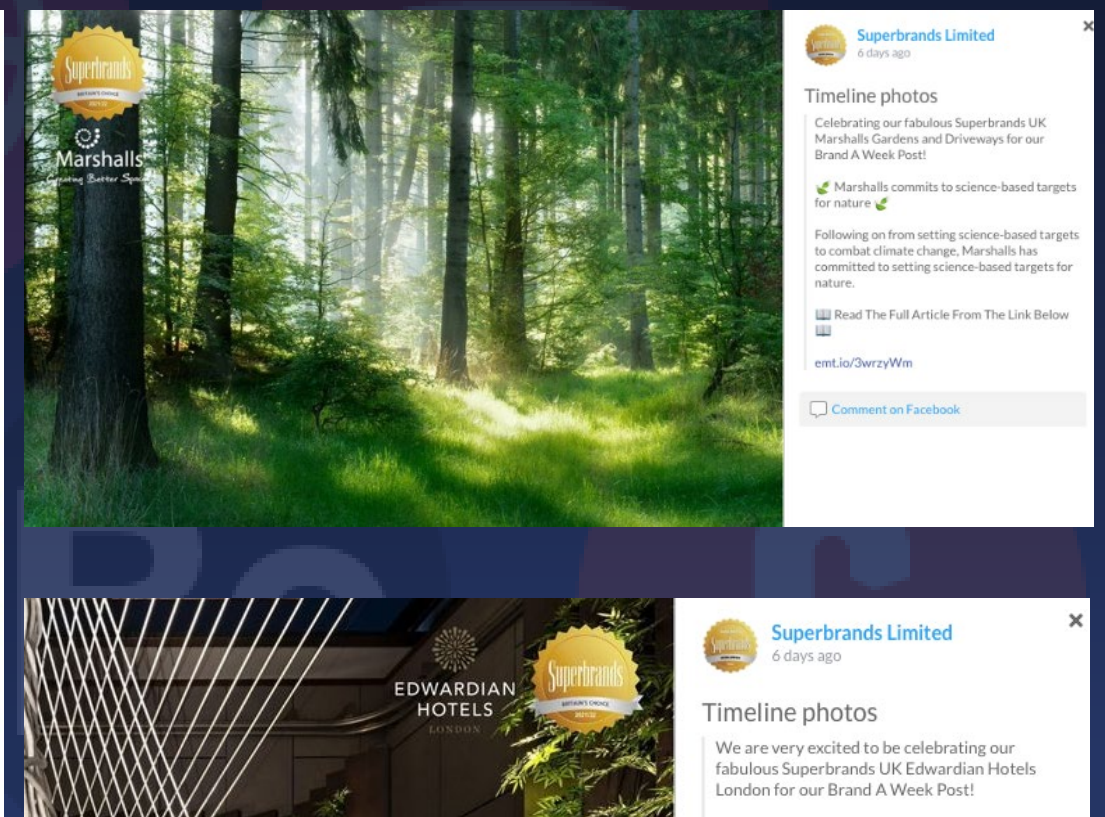 Superbrands
BRITAIN'S CHOICE
2021/22
Marshalls
Creating Better Spaces
Superbrands Limited
6 days ago
Timeline photos
Celebrating our fabulous Superbrands UK
Marshalls Gardens and Driveways for our
Brand A Week Post!
🌿 Marshalls commits to science-based targets
for nature 🌿
Following on from setting science-based targets
to combat climate change, Marshalls has
committed to setting science-based targets for
nature.
📖 Read The Full Article From The Link Below
📖
emt.io/3wrzyWm
Comment on Facebook
EDWARDIAN
HOTELS
LONDON
Superbrands
BRITAIN'S CHOICE
2021/22
Superbrands Limited
6 days ago
Timeline photos
We are very excited to be celebrating our
fabulous Superbrands UK Edwardian Hotels
London for our Brand A Week Post!